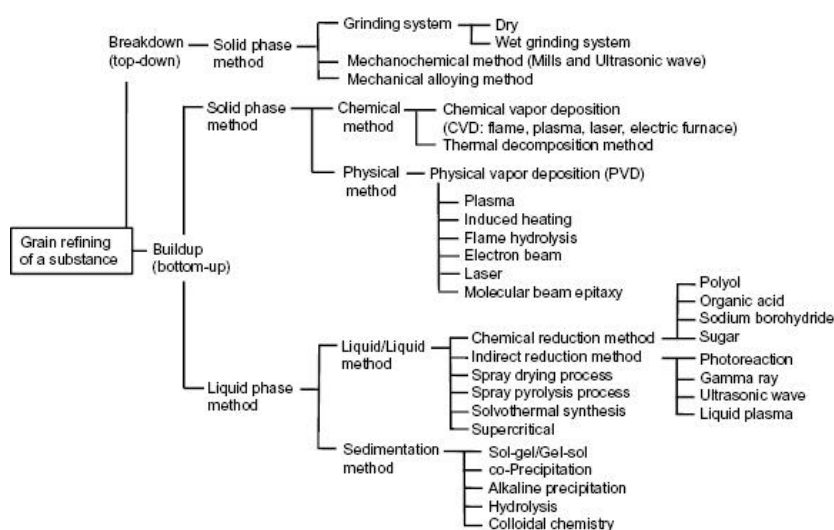 Grain refining
of a substance
Breakdown
(top-down)
Solid phase
method
Grinding system
Dry
Wet grinding system
Mechanochemical method (Mills and Ultrasonic wave)
Mechanical alloying method
Buildup
(bottom-up)
Solid phase
method
Chemical
method
Chemical vapor deposition
(CVD: flame, plasma, laser, electric furnace)
Thermal decomposition method
Physical
method
Physical vapor deposition (PVD)
Plasma
Induced heating
Flame hydrolysis
Electron beam
Laser
Molecular beam epitaxy
Liquid phase
method
Liquid/Liquid
method
Chemical reduction method
Polyol
Organic acid
Sodium borohydride
Sugar
Indirect reduction method
Photoreaction
Gamma ray
Ultrasonic wave
Liquid plasma
Spray drying process
Spray pyrolysis process
Solvothermal synthesis
Supercritical
Sedimentation
method
Sol-gel/Gel-sol
co-Precipitation
Alkaline precipitation
Hydrolysis
Colloidal chemistry